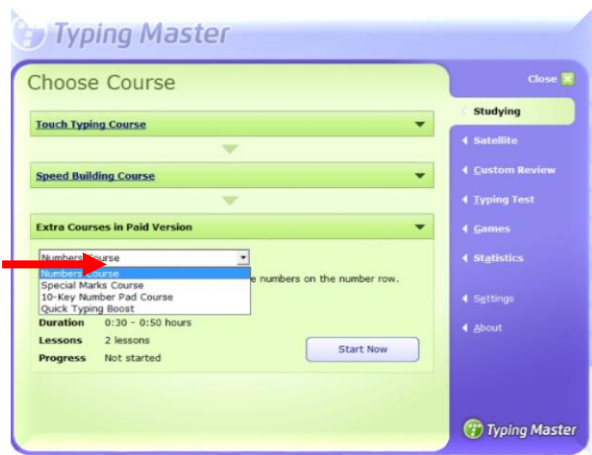 Typing Master
Choose Course
Close
Touch Typing Course
Speed Building Course
Extra Courses in Paid Version
Numbers Course
Numbers Course
Special Marks Course
10-Key Number Pad Course
Quick Typing Boost
numbers on the number row.
Duration 0:30 - 0:50 hours
Lessons 2 lessons
Progress Not started
Start Now
Studying
Satellite
Custom Review
Typing Test
Games
Statistics
Settings
About
Typing Master